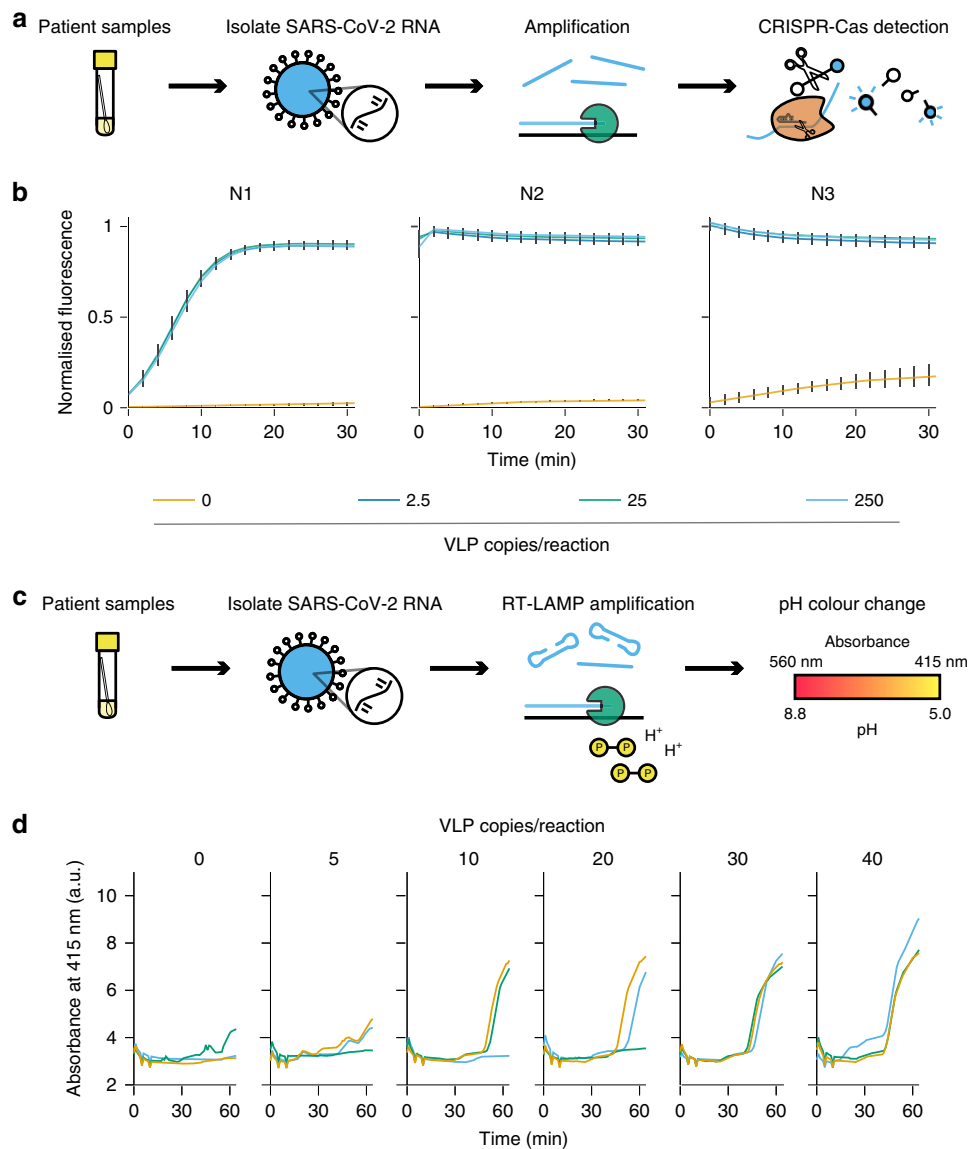 a
Patient samples
Isolate SARS-CoV-2 RNA
Amplification
CRISPR-Cas detection
b
N1
N2
N3
Normalised fluorescence
1
0.5
0
0 10 20 30
0 10 20 30
0 10 20 30
Time (min)
0
2.5
25
250
VLP copies/reaction
c
Patient samples
Isolate SARS-CoV-2 RNA
RT-LAMP amplification
pH colour change
Absorbance
560 nm
415 nm
8.8
5.0
pH
H⁺
H⁺
P P
P P
d
VLP copies/reaction
0
5
10
20
30
40
Absorbance at 415 nm (a.u.)
10
8
6
4
2
0 30 60
0 30 60
0 30 60
0 30 60
0 30 60
0 30 60
Time (min)